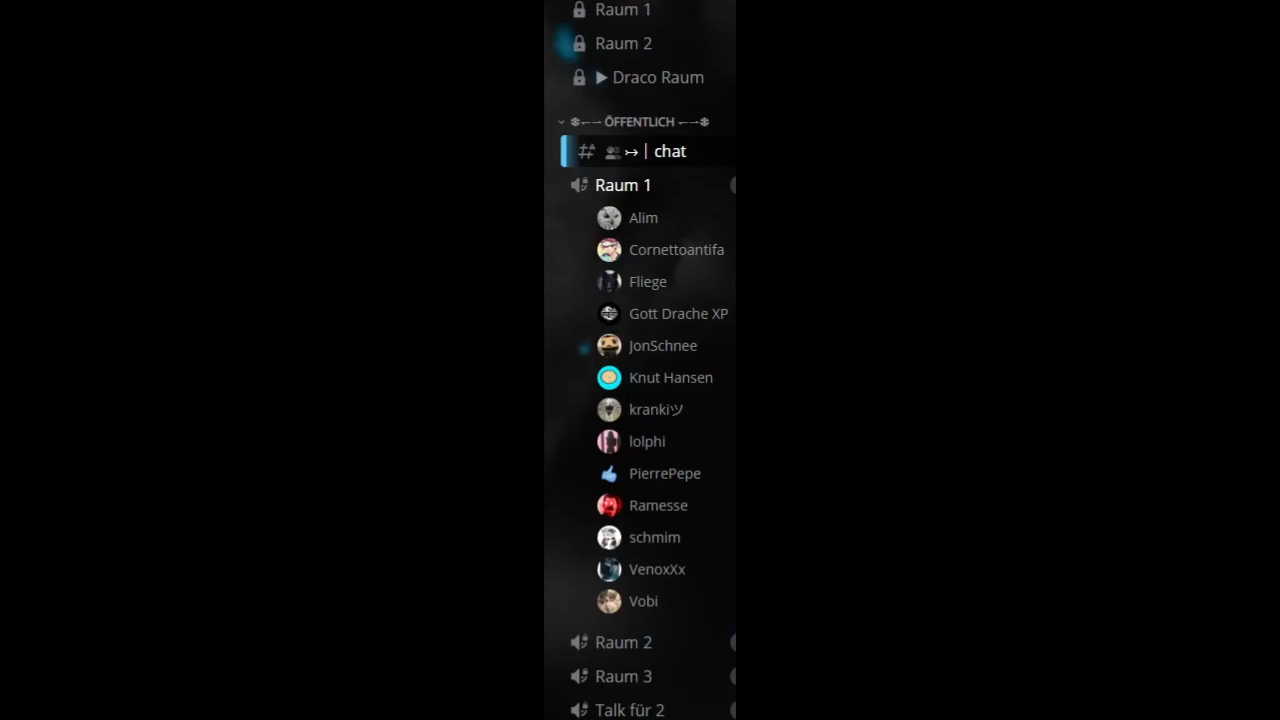 Raum 1
Raum 2
▶ Draco Raum
ÖFFENTLICH
↣ | chat
Raum 1
Alim
Cornettoantifa
Fliege
Gott Drache XP
JonSchnee
Knut Hansen
krankiツ
lolphi
PierrePepe
Ramesse
schmim
VenoxXx
Vobi
Raum 2
Raum 3
Talk für 2